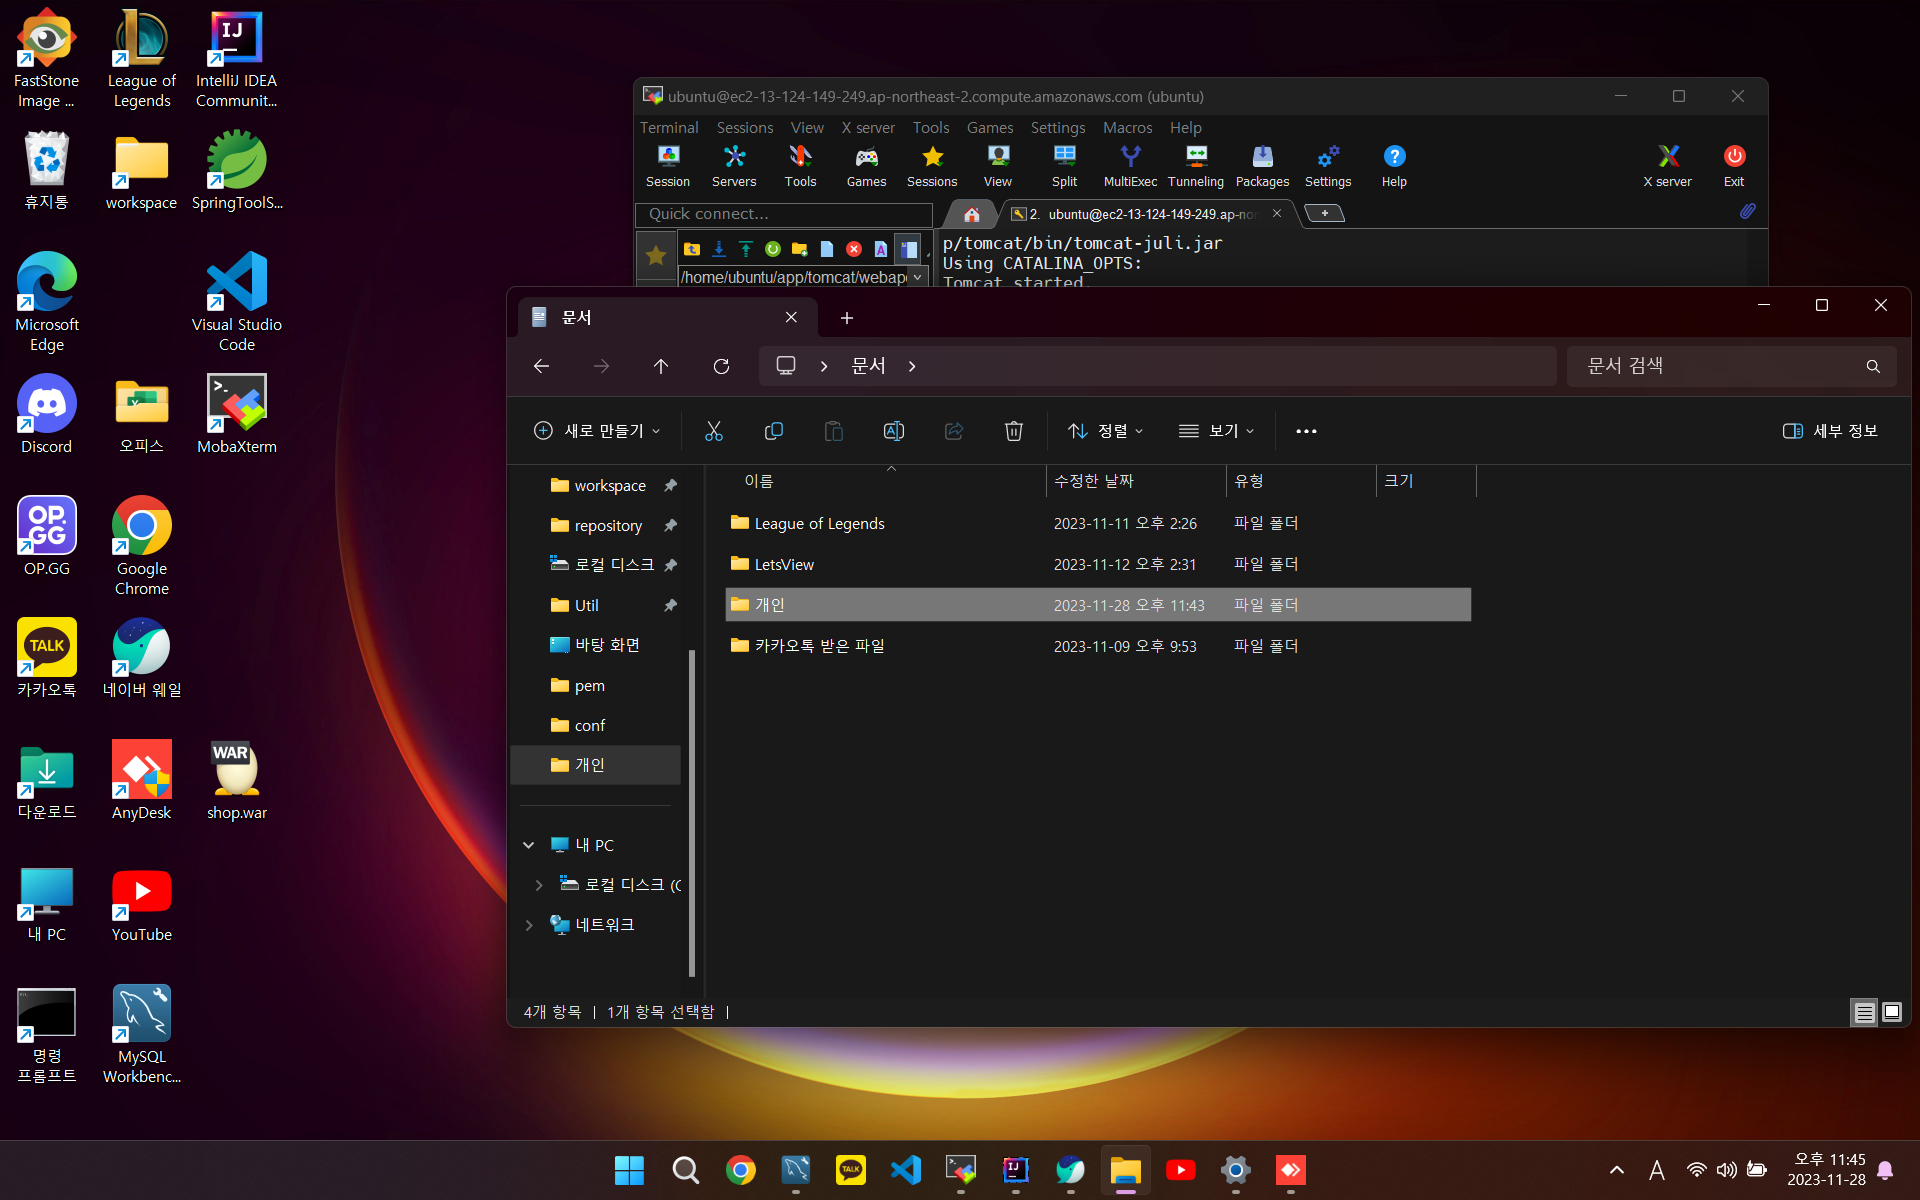 FastStone
Image ...
League of
Legends
IntelliJ IDEA
Communit...
휴지통
workspace
SpringToolS...
Microsoft
Edge
Visual Studio
Code
Discord
오피스
MobaXterm
OP.GG
Google
Chrome
카카오톡
네이버 웨일
다운로드
AnyDesk
WAR
shop.war
내 PC
YouTube
명령
프롬프트
MySQL
Workbenc...
ubuntu@ec2-13-124-149-249.ap-northeast-2.compute.amazonaws.com (ubuntu)
Terminal Sessions View X server Tools Games Settings Macros Help
Session Servers Tools Games Sessions View Split MultiExec Tunneling Packages Settings Help X server Exit
Quick connect...
2. ubuntu@ec2-13-124-149-249.ap-no
/home/ubuntu/app/tomcat/webap
p/tomcat/bin/tomcat-juli.jar
Using CATALINA_OPTS:
Tomcat started.
문서
문서
문서 검색
새로 만들기
정렬
보기
세부 정보
workspace
repository
로컬 디스크
Util
바탕 화면
pem
conf
개인
내 PC
로컬 디스크 (C
네트워크
이름 수정한 날짜 유형 크기
League of Legends 2023-11-11 오후 2:26 파일 폴더
LetsView 2023-11-12 오후 2:31 파일 폴더
개인 2023-11-28 오후 11:43 파일 폴더
카카오톡 받은 파일 2023-11-09 오후 9:53 파일 폴더
4개 항목 1개 항목 선택함
A
오후 11:45
2023-11-28